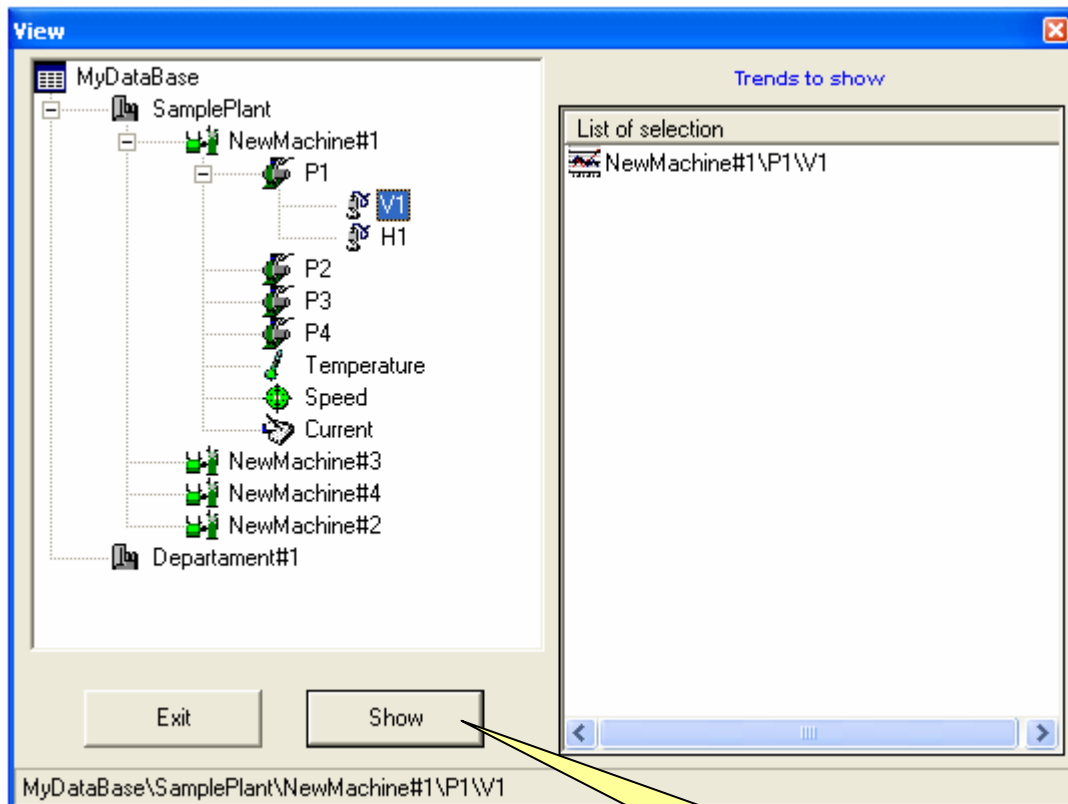 View
MyDataBase
SamplePlant
NewMachine#1
P1
V1
H1
P2
P3
P4
Temperature
Speed
Current
NewMachine#3
NewMachine#4
NewMachine#2
Departament#1
Trends to show
List of selection
NewMachine#1\P1\V1
Exit
Show
MyDataBase\SamplePlant\NewMachine#1\P1\V1